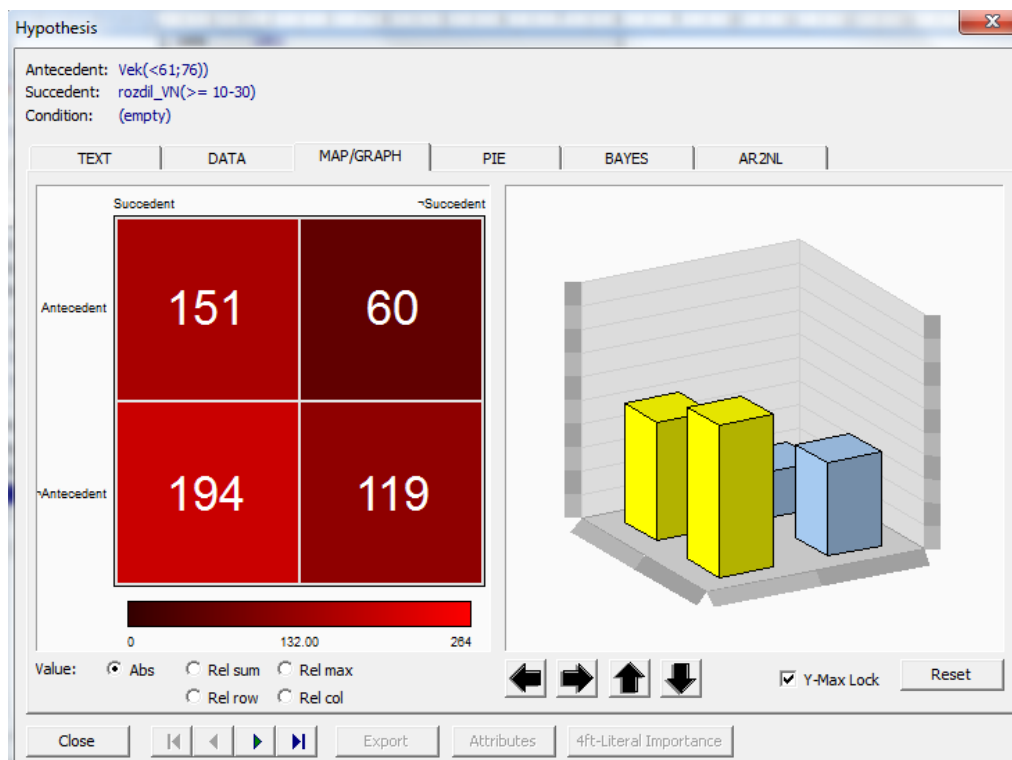 Hypothesis
Antecedent: Vek(<61;76))
Succedent: rozdil_VN(>= 10-30)
Condition: (empty)
TEXT DATA MAP/GRAPH PIE BAYES AR2NL
Succedent ¬Succedent
Antecedent 151 60
¬Antecedent 194 119
0 132.00 264
Value: Abs Rel sum Rel max
Rel row Rel col
Y-Max Lock Reset
Close Export Attributes 4ft-Literal Importance